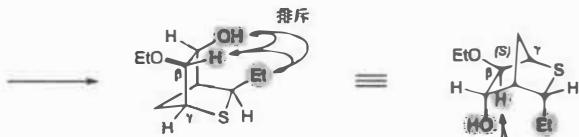 排斥
H OH
EtO H
β Et
H
γ S
H H
(S) γ
EtO S
H β H
H
HO Et